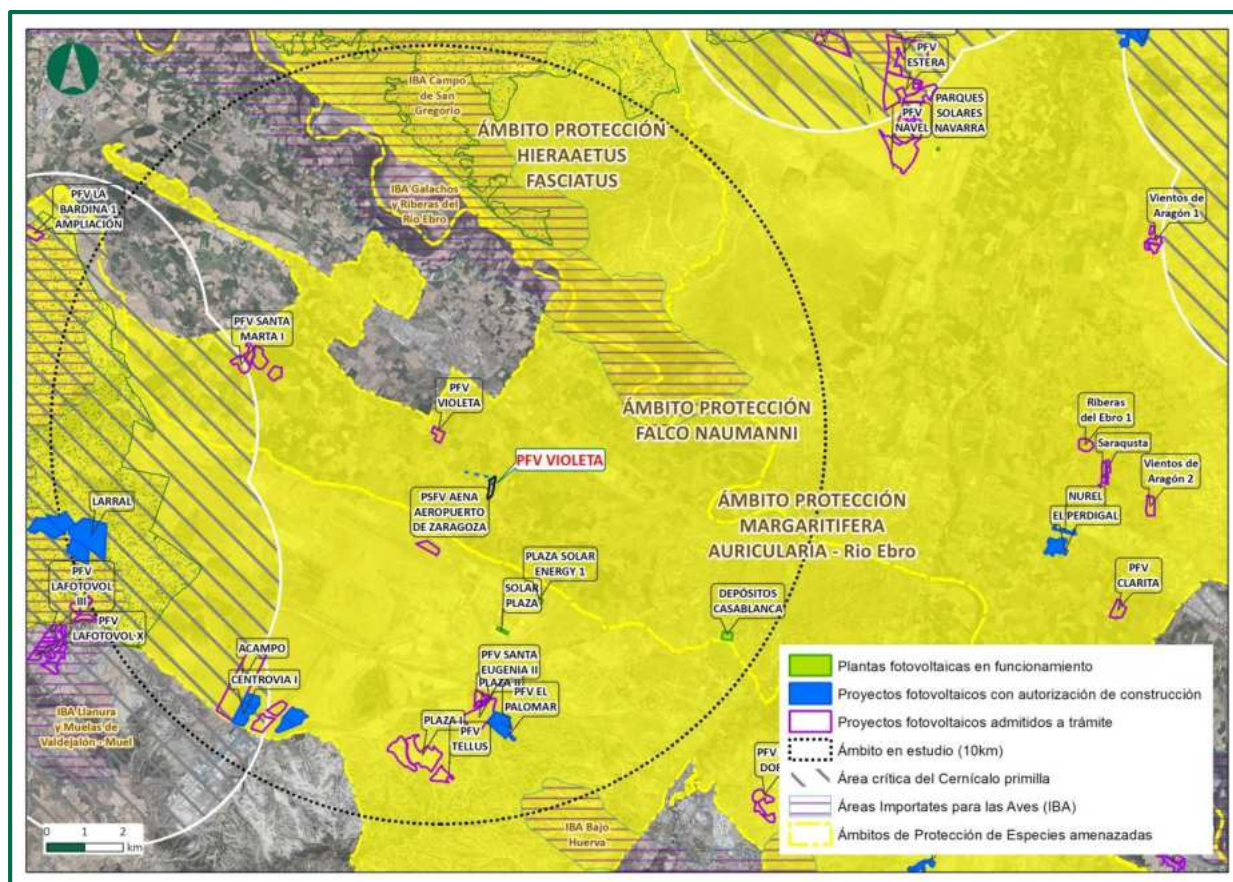 PFV
ESTERA
IBA Campo
de San
Gregorio
PFV
NAVEL
PARQUES
SOLARES
NAVARRA
ÁMBITO PROTECCIÓN
HIERAAETUS
FASCIATUS
IBA Galachos
y Riberas del
Río Ebro
PFV LA
BARDINA 1
AMPLIACIÓN
Vientos de
Aragón 1
PFV SANTA
MARTA I
PFV
VIOLETA
ÁMBITO PROTECCIÓN
FALCO NAUMANNI
Riberas
del Ebro 1
Saraqusta
PFV VIOLETA
Vientos de
Aragón 2
PSFV AENA
AEROPUERTO
DE ZARAGOZA
ÁMBITO PROTECCIÓN
MARGARITIFERA
AURICULARIA - Rio Ebro
LARRAL
NUREL
EL PERDIGAL
PLAZA SOLAR
ENERGY 1
SOLAR
PLAZA
PFV
LAFOTOVOL
III
PFV
LAFOTOVOL X
DEPÓSITOS
CASABLANCA
PFV
CLARITA
ACAMPO
CENTROVIA I
PFV SANTA
EUGENIA II
PLAZA II
PFV EL
PALOMAR
IBA Llanura
y Muelas de
Valdejalón - Muel
PLAZA I
PFV
TELLUS
PFV
IBA Bajo
Huerva
0 1 2
km
Plantas fotovoltaicas en funcionamiento
Proyectos fotovoltaicos con autorización de construcción
Proyectos fotovoltaicos admitidos a trámite
Ámbito en estudio (10km)
Área crítica del Cernícalo primilla
Áreas Importates para las Aves (IBA)
Ámbitos de Protección de Especies amenazadas